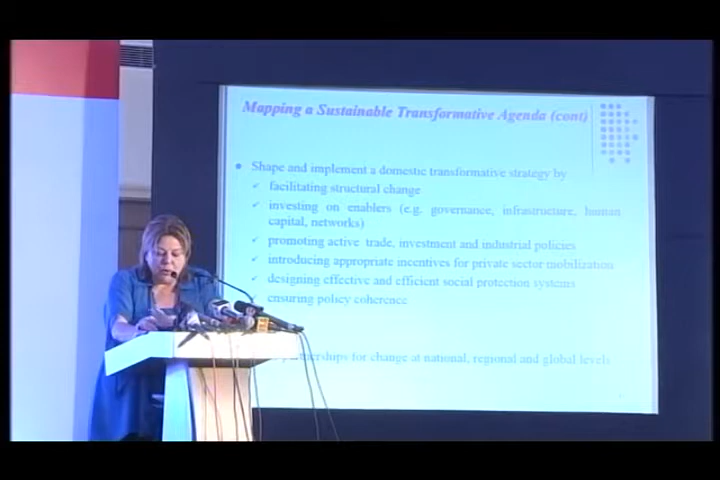 Mapping a Sustainable Transformative Agenda (cont)
Shape and implement a domestic transformative strategy by
facilitating structural change
investing on enablers (e.g. governance, infrastructure, human
capital, networks)
promoting active trade, investment and industrial policies
introducing appropriate incentives for private sector mobilization
designing effective and efficient social protection systems
ensuring policy coherence
for change at national, regional and global levels